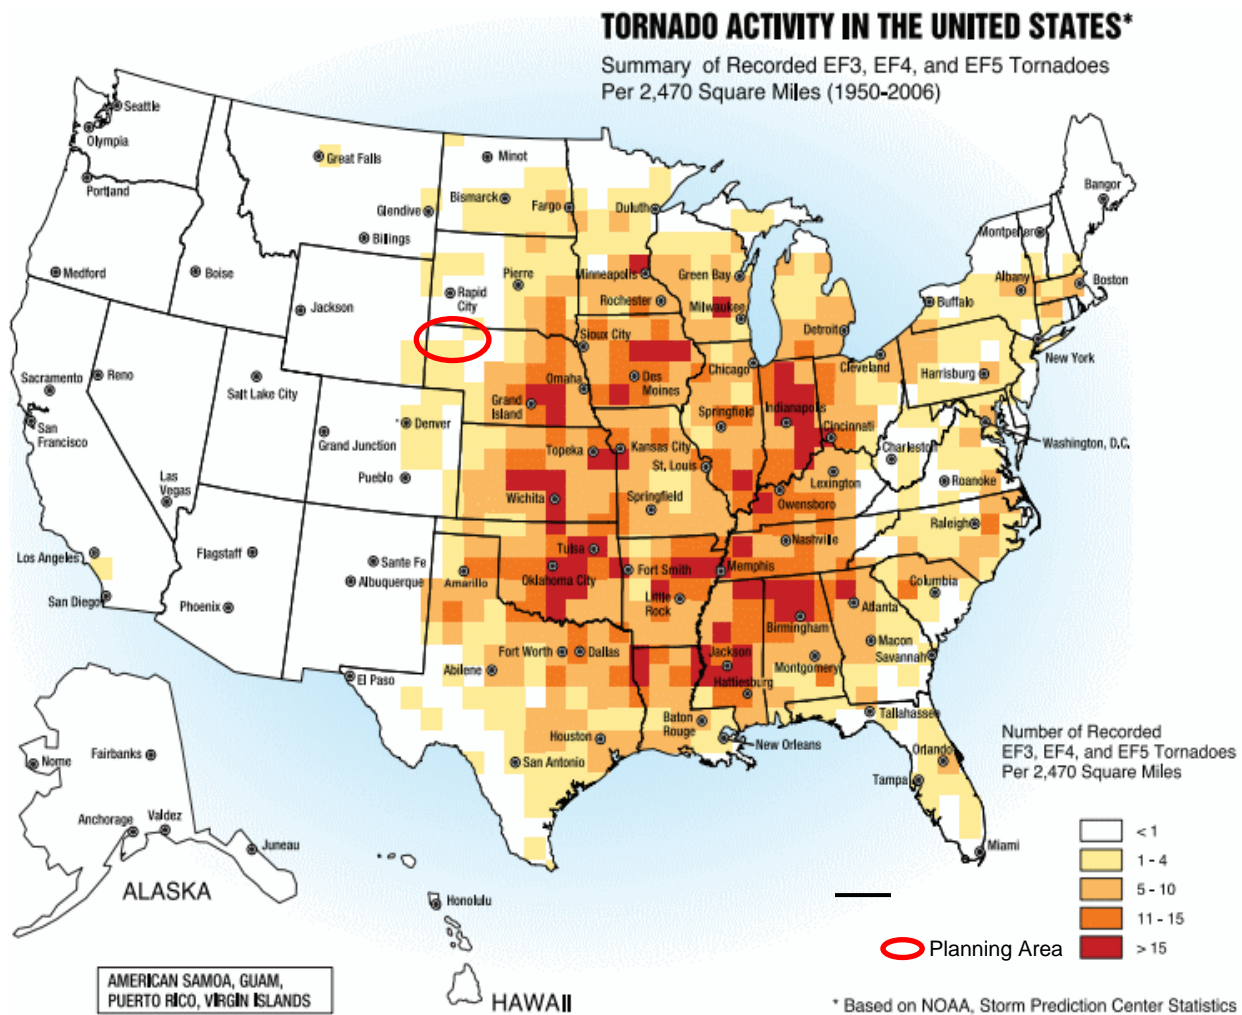 TORNADO ACTIVITY IN THE UNITED STATES*
Summary of Recorded EF3, EF4, and EF5 Tornadoes
Per 2,470 Square Miles (1950-2006)
Seattle
Olympia
Portland
Great Falls
Minot
Bismarck
Fargo
Duluth
Glendive
Billings
Bangor
Montpelier
Medford
Boise
Jackson
Rapid
City
Pierre
Minneapolis
Green Bay
Rochester
Milwaukee
Albany
Boston
Buffalo
Detroit
Sioux City
Cleveland
New York
Chicago
Harrisburg
Sacramento
Reno
Salt Lake City
Omaha
Des
Moines
Grand
Island
San
Francisco
Denver
Grand Junction
Springfield
Indianapolis
Cincinnati
Washington, D.C.
Topeka
Kansas City
Charleston
St. Louis
Las
Vegas
Pueblo
Wichita
Springfield
Lexington
Owensboro
Roanoke
Raleigh
Nashville
Los Angeles
Flagstaff
Sante Fe
Albuquerque
Amarillo
Tulsa
Oklahoma City
Fort Smith
Memphis
San Diego
Phoenix
Little
Rock
Columbia
Atlanta
Birmingham
Macon
Savannah
Fort Worth
Dallas
Jackson
Montgomery
Abilene
El Paso
Hattiesburg
Baton
Rouge
Tallahassee
Houston
New Orleans
San Antonio
Orlando
Tampa
Miami
Fairbanks
Nome
Anchorage
Valdez
Juneau
ALASKA
Honolulu
HAWAII
AMERICAN SAMOA, GUAM,
PUERTO RICO, VIRGIN ISLANDS
Number of Recorded
EF3, EF4, and EF5 Tornadoes
Per 2,470 Square Miles
< 1
1 - 4
5 - 10
11 - 15
> 15
Planning Area
* Based on NOAA, Storm Prediction Center Statistics